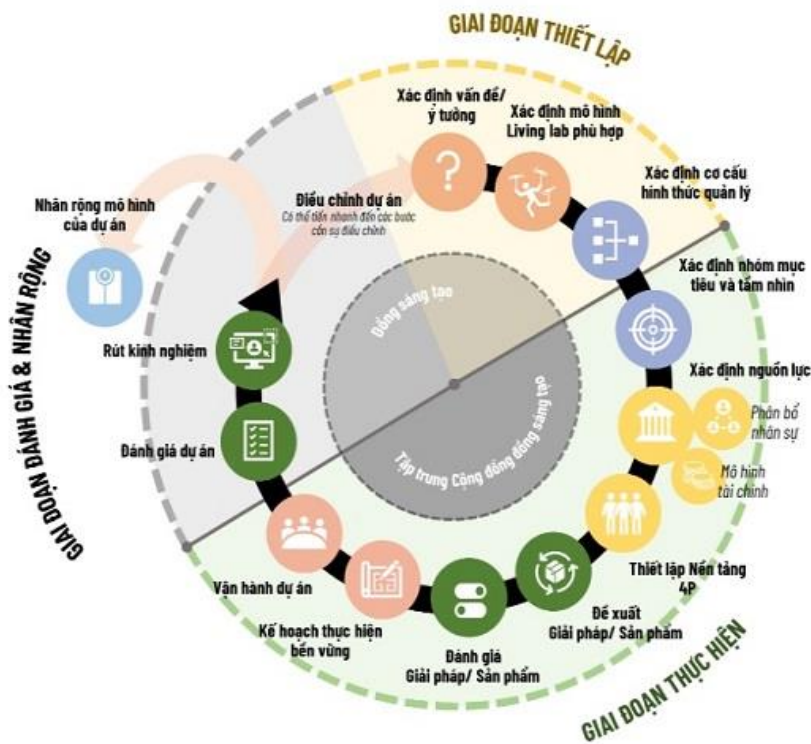 GIAI ĐOẠN THIẾT LẬP
Xác định vấn đề/
ý tưởng
Xác định mô hình
Living lab phù hợp
Xác định cơ cấu
hình thức quản lý
Xác định nhóm mục
tiêu và tầm nhìn
Xác định nguồn lực
Phân bổ
nhân sự
Mô hình
tài chính
Thiết lập Nền tảng
4P
Đề xuất
Giải pháp/ Sản phẩm
Đánh giá
Giải pháp/ Sản phẩm
Kế hoạch thực hiện
bền vững
Vận hành dự án
GIAI ĐOẠN THỰC HIỆN
Đánh giá dự án
Rút kinh nghiệm
Điều chỉnh dự án
Có thể tiến nhanh đến các bước
cần sự điều chỉnh
Nhân rộng mô hình
của dự án
GIAI ĐOẠN ĐÁNH GIÁ & NHÂN RỘNG
Đồng sáng tạo
Tập trung Cộng đồng đồng sáng tạo